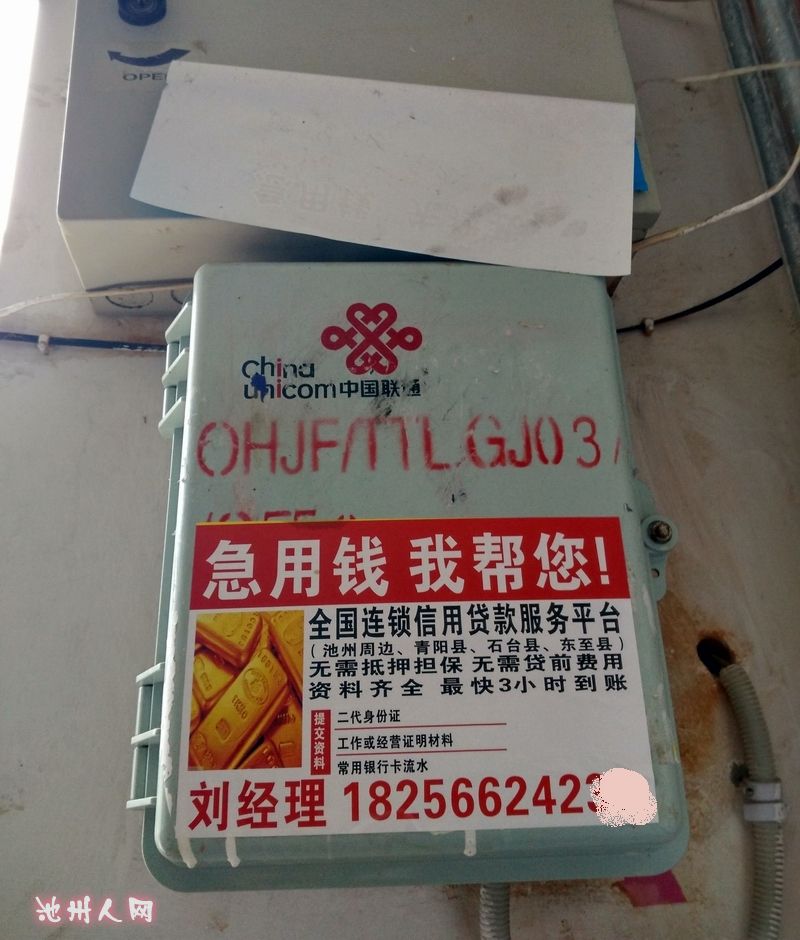 OPEN
China
unicom中国联通
OHJF/TTL.GJ03/
急用钱 我帮您!
全国连锁信用贷款服务平台
(池州周边、青阳县、石台县、东至县)
无需抵押担保 无需贷前费用
资料齐全 最快3小时到账
提交资料
二代身份证
工作或经营证明材料
常用银行卡流水
刘经理 1825662423
池州人网